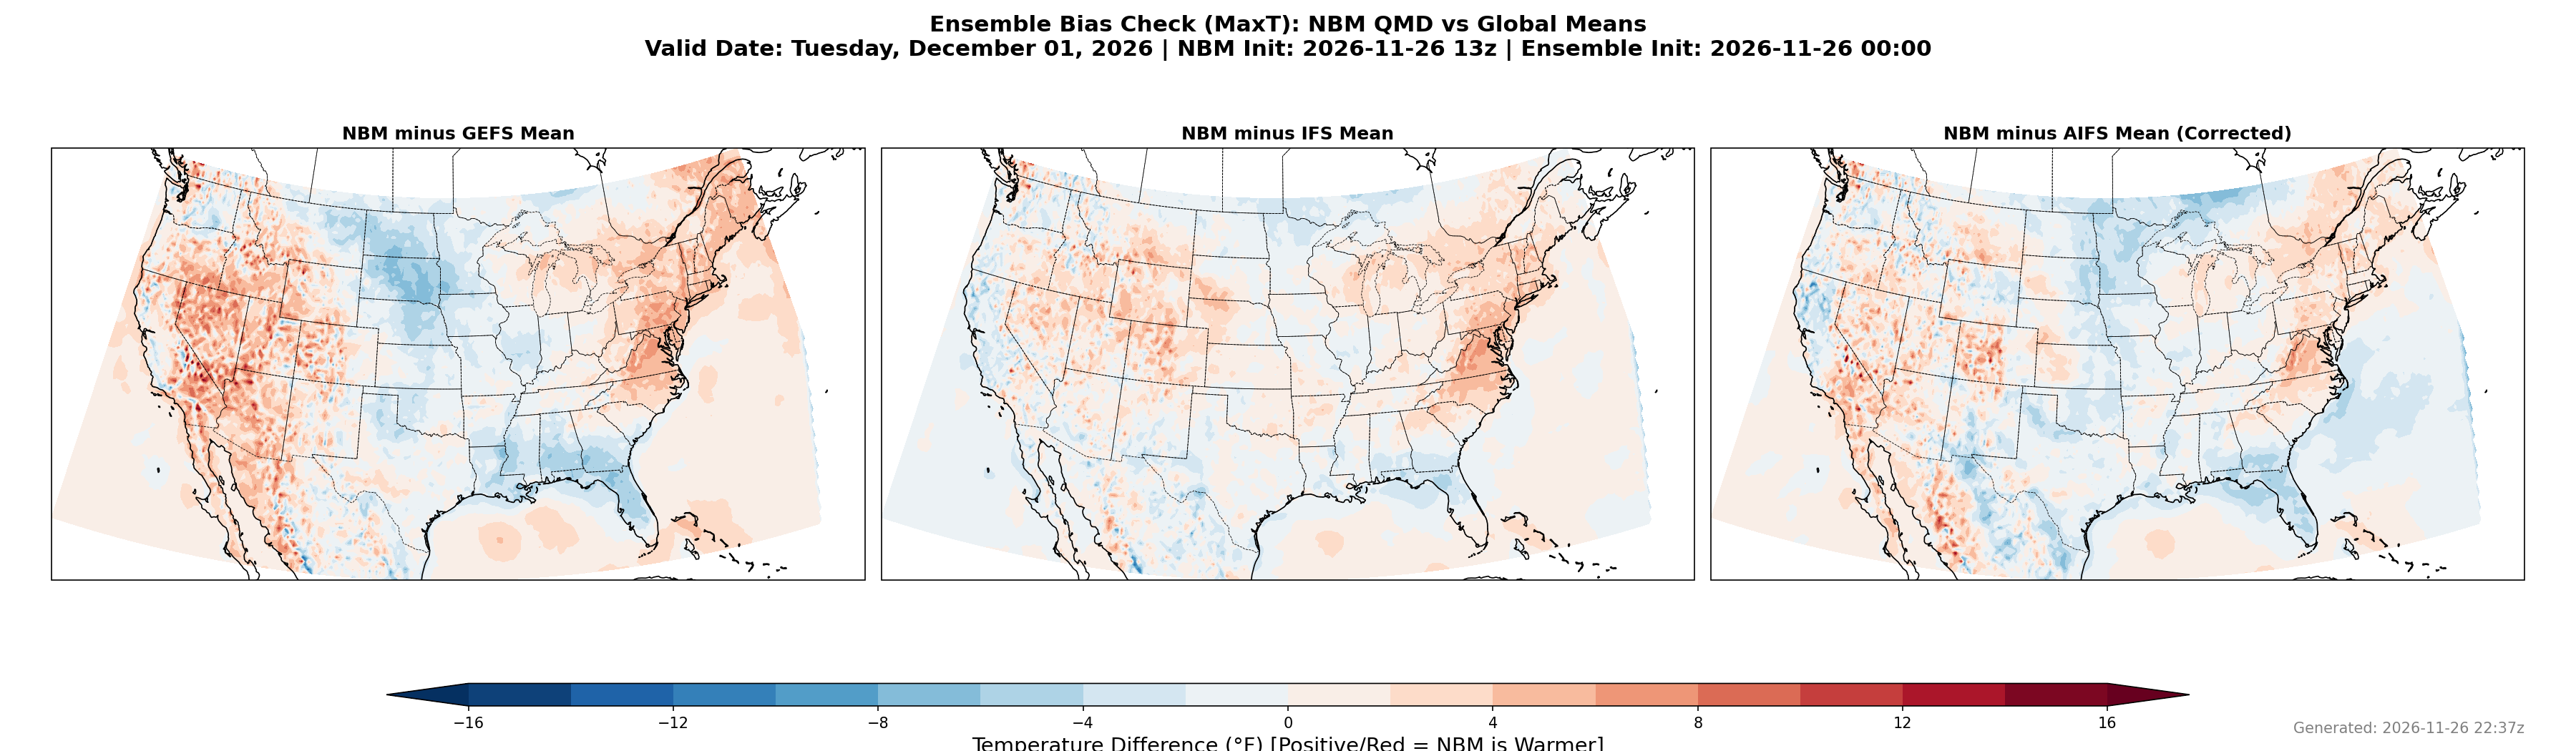 Ensemble Bias Check (MaxT): NBM QMD vs Global Means
Valid Date: Tuesday, December 01, 2026 | NBM Init: 2026-11-26 13z | Ensemble Init: 2026-11-26 00:00
NBM minus GEFS Mean
NBM minus IFS Mean
NBM minus AIFS Mean (Corrected)
−16 −12 −8 −4 0 4 8 12 16
Temperature Difference (°F) [Positive/Red = NBM is Warmer]
Generated: 2026-11-26 22:37z